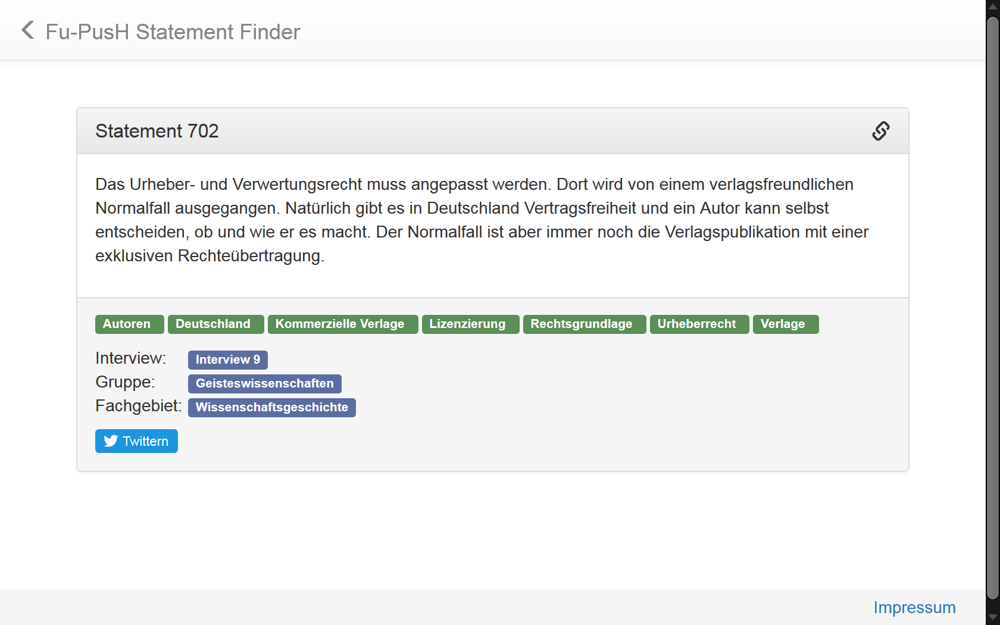 Fu-PusH Statement Finder
Statement 702
Das Urheber- und Verwertungsrecht muss angepasst werden. Dort wird von einem verlagsfreundlichen
Normalfall ausgegangen. Natürlich gibt es in Deutschland Vertragsfreiheit und ein Autor kann selbst
entscheiden, ob und wie er es macht. Der Normalfall ist aber immer noch die Verlagspublikation mit einer
exklusiven Rechteübertragung.
Autoren Deutschland Kommerzielle Verlage Lizenzierung Rechtsgrundlage Urheberrecht Verlage
Interview: Interview 9
Gruppe: Geisteswissenschaften
Fachgebiet: Wissenschaftsgeschichte
Twittern
Impressum